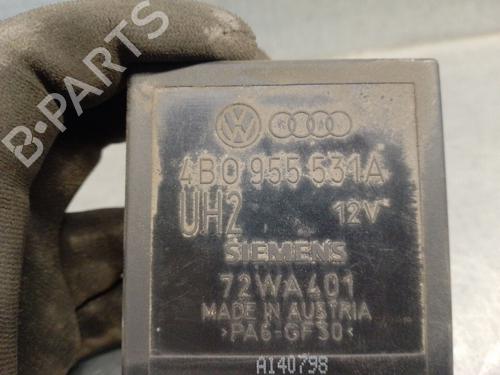 B-PARTS
4B0 955 531A
UH2 12V
SIEMENS
72WA401
MADE IN AUSTRIA
>PA6-GF30<
A140798